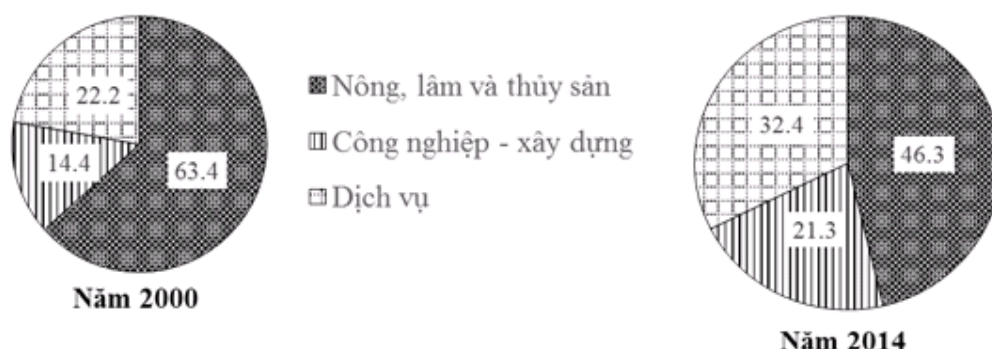 22.2
14.4
63.4
Năm 2000
Nông, lâm và thủy sản
Công nghiệp - xây dựng
Dịch vụ
32.4
46.3
21.3
Năm 2014